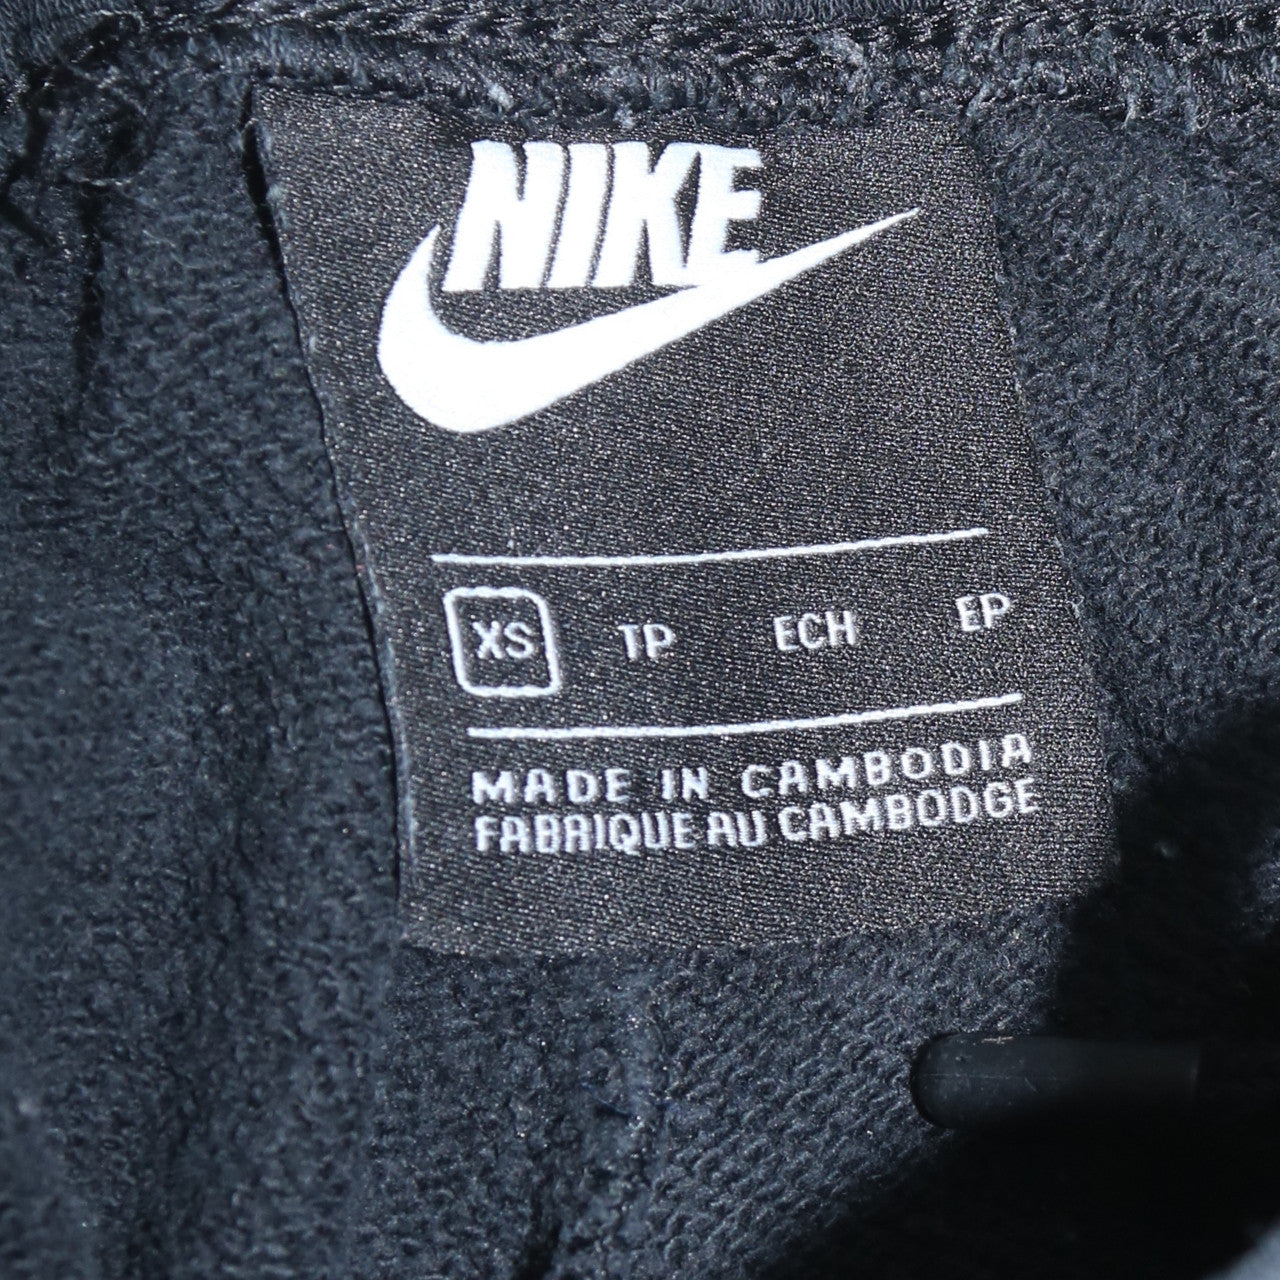 NIKE
XS TP ECH EP
MADE IN CAMBODIA
FABRIQUE AU CAMBODGE